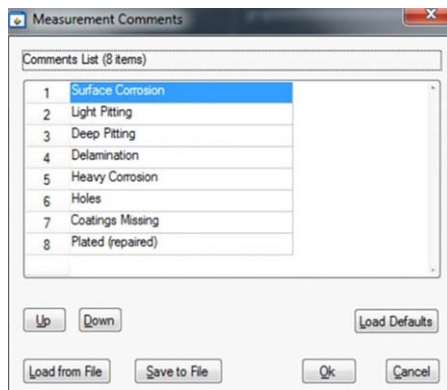 Measurement Comments
Comments List (8 items)
1 Surface Corrosion
2 Light Pitting
3 Deep Pitting
4 Delamination
5 Heavy Corrosion
6 Holes
7 Coatings Missing
8 Plated (repaired)
Up Down Load Defaults
Load from File Save to File Ok Cancel